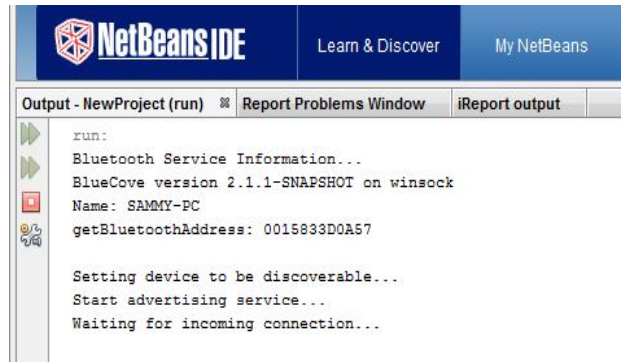 NetBeans IDE Learn & Discover My NetBeans
Output - NewProject (run) Report Problems Window iReport output
run:
Bluetooth Service Information...
BlueCove version 2.1.1-SNAPSHOT on winsock
Name: SAMMY-PC
getBluetoothAddress: 0015833D0A57
Setting device to be discoverable...
Start advertising service...
Waiting for incoming connection...